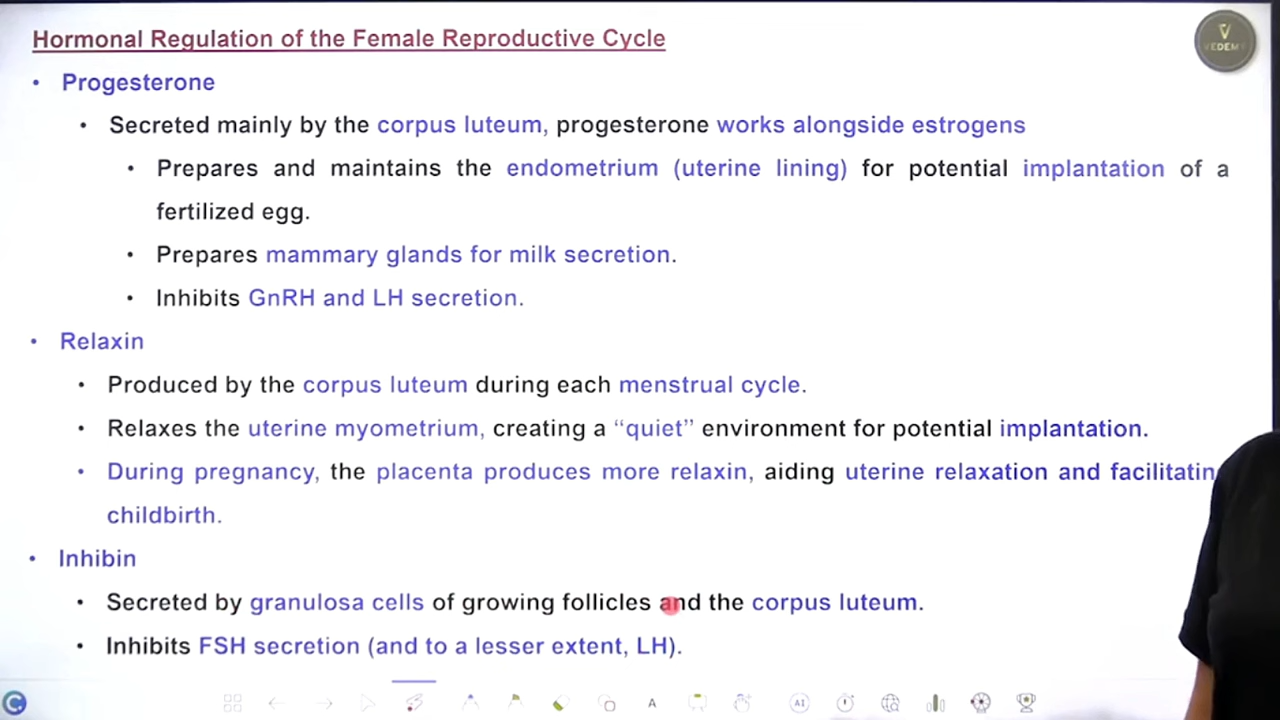 Hormonal Regulation of the Female Reproductive Cycle
V
VEDEMY
• Progesterone
• Secreted mainly by the corpus luteum, progesterone works alongside estrogens
• Prepares and maintains the endometrium (uterine lining) for potential implantation of a
fertilized egg.
• Prepares mammary glands for milk secretion.
• Inhibits GnRH and LH secretion.
• Relaxin
• Produced by the corpus luteum during each menstrual cycle.
• Relaxes the uterine myometrium, creating a “quiet” environment for potential implantation.
• During pregnancy, the placenta produces more relaxin, aiding uterine relaxation and facilitatin
childbirth.
• Inhibin
• Secreted by granulosa cells of growing follicles and the corpus luteum.
• Inhibits FSH secretion (and to a lesser extent, LH).
C
A
AI